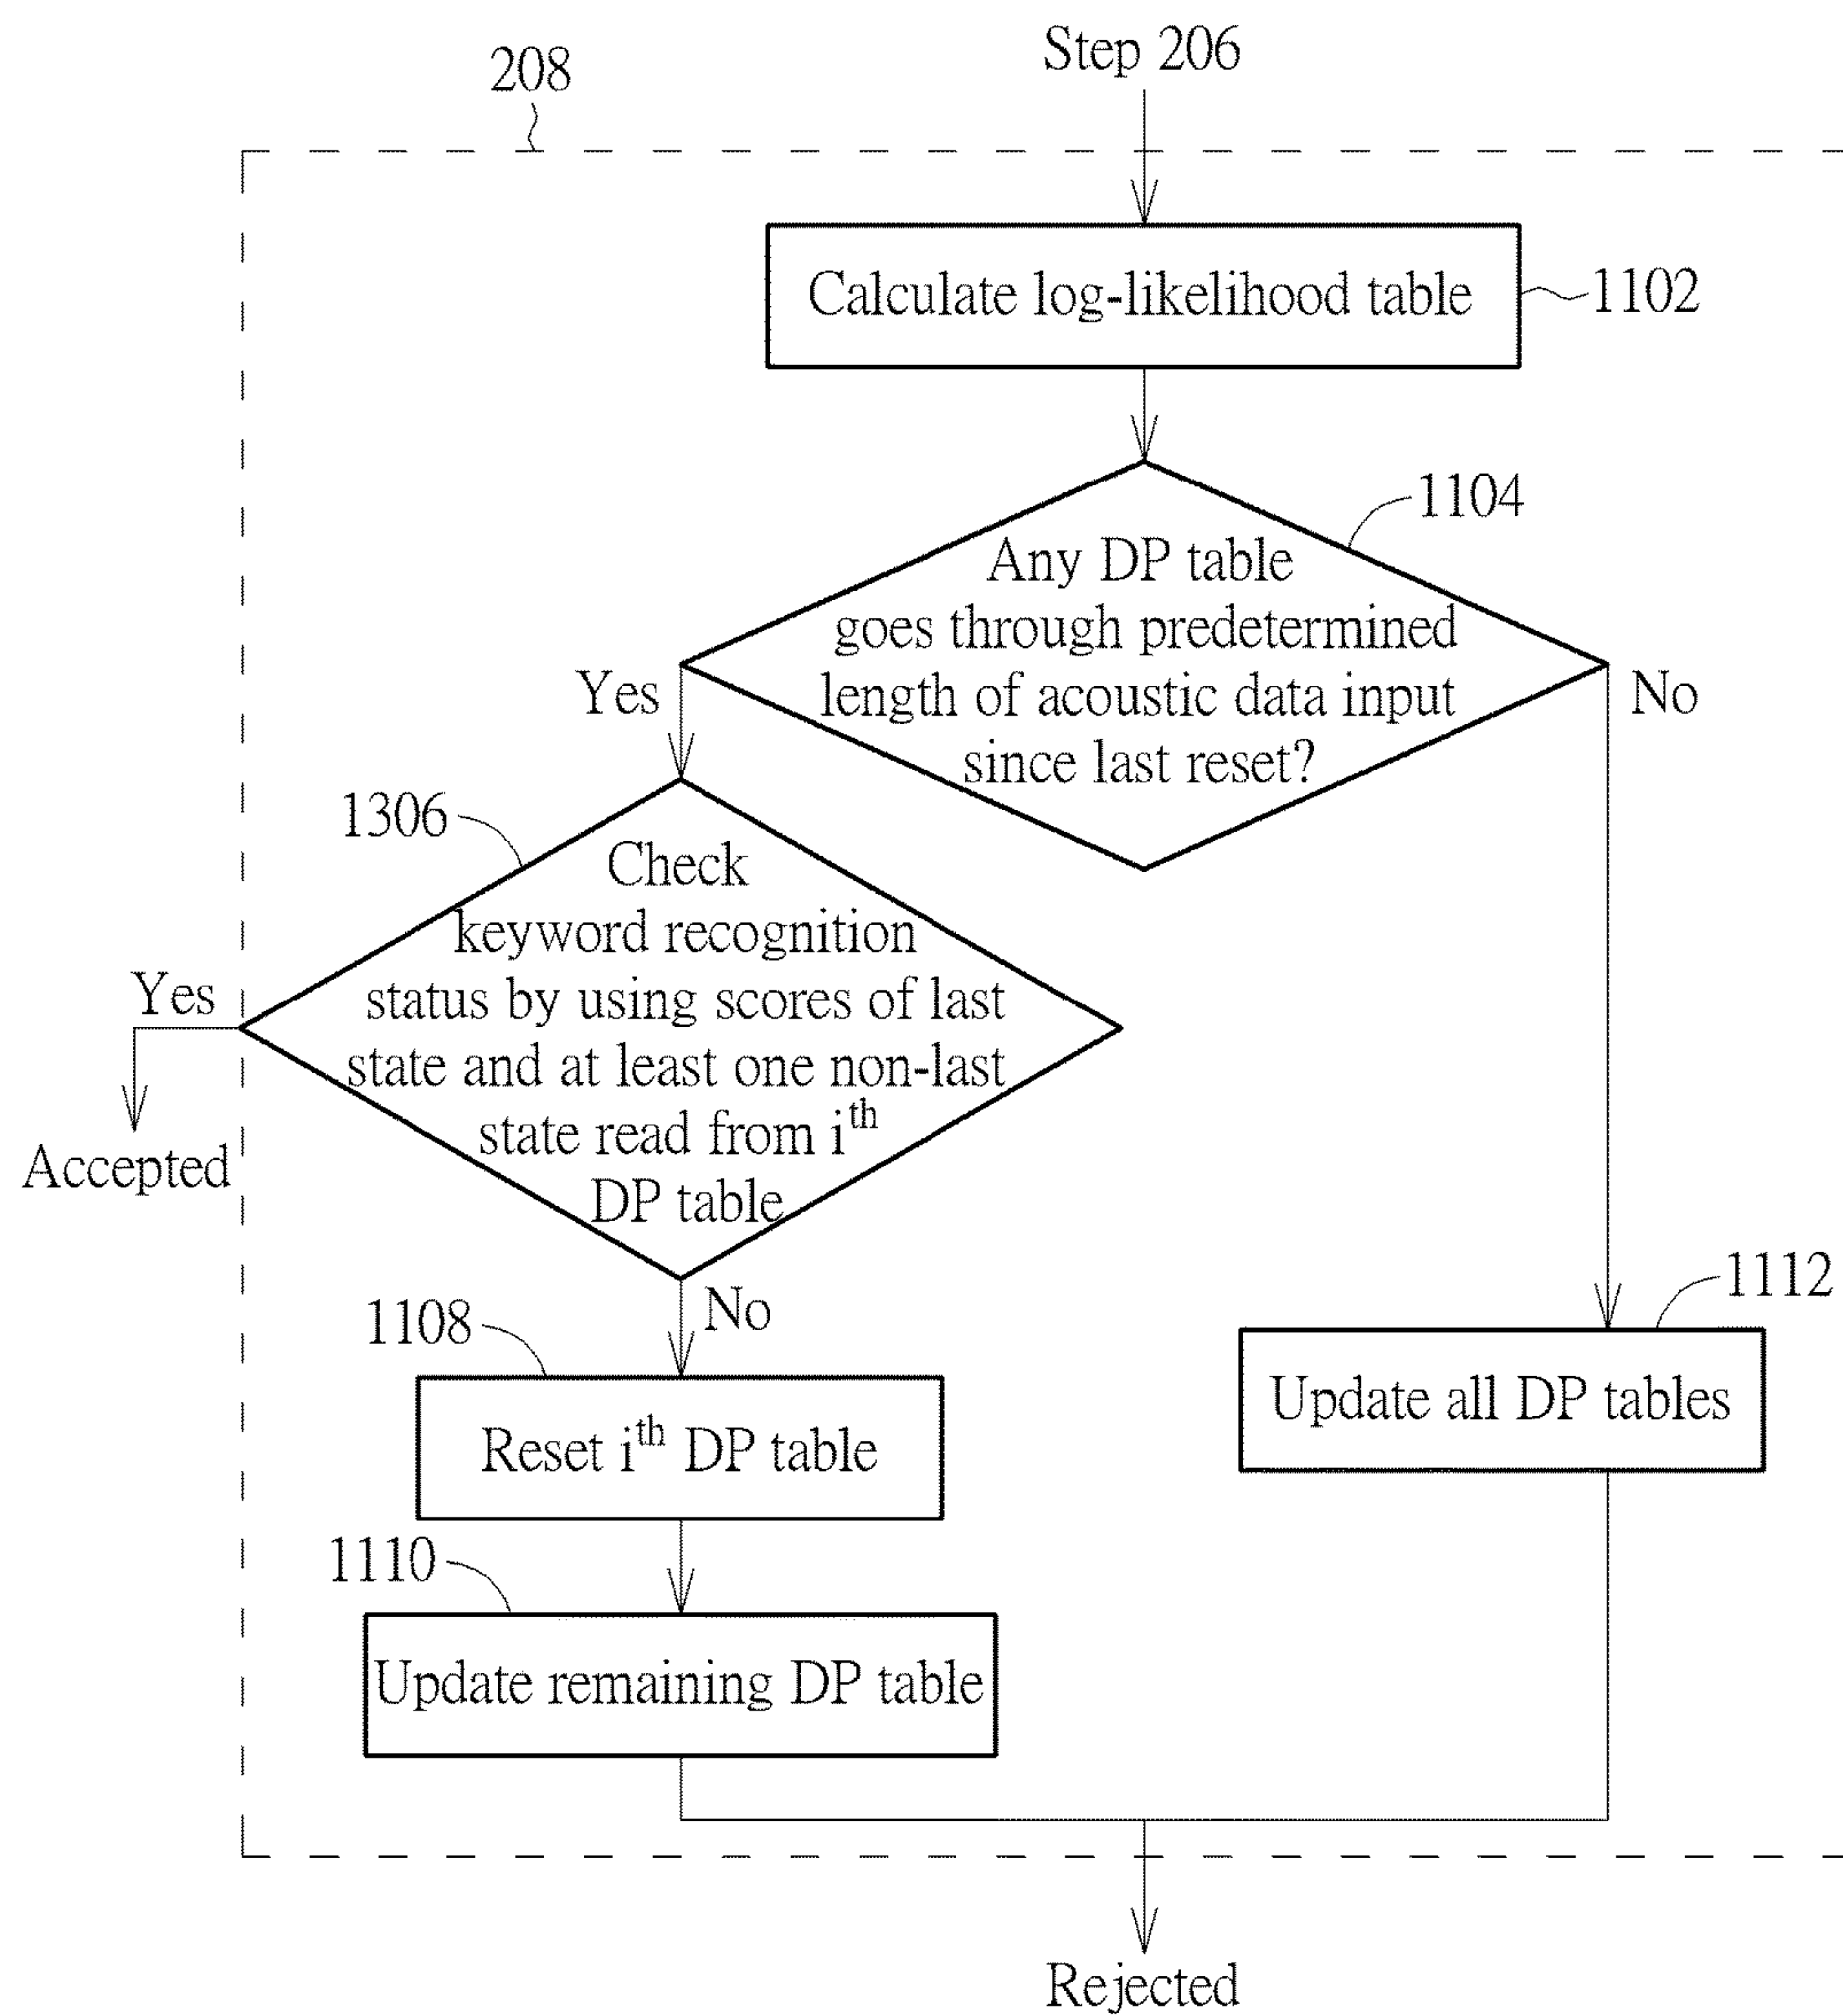 Step 206
208
Calculate log-likelihood table
1102
1104
Any DP table
goes through predetermined
length of acoustic data input
since last reset?
Yes
No
1306
Check
keyword recognition
status by using scores of last
state and at least one non-last
state read from iᵗʰ
DP table
Yes
Accepted
No
1108
Reset iᵗʰ DP table
1112
Update all DP tables
1110
Update remaining DP table
Rejected